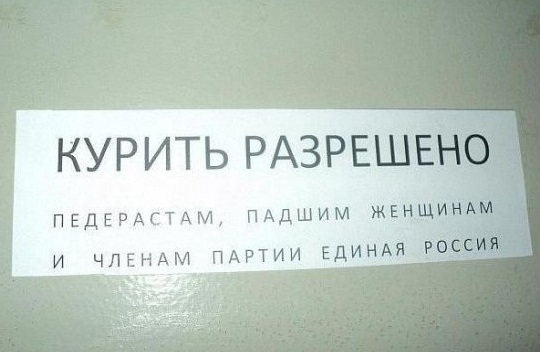 КУРИТЬ РАЗРЕШЕНО
ПЕДЕРАСТАМ, ПАДШИМ ЖЕНЩИНАМ
И ЧЛЕНАМ ПАРТИИ ЕДИНАЯ РОССИЯ